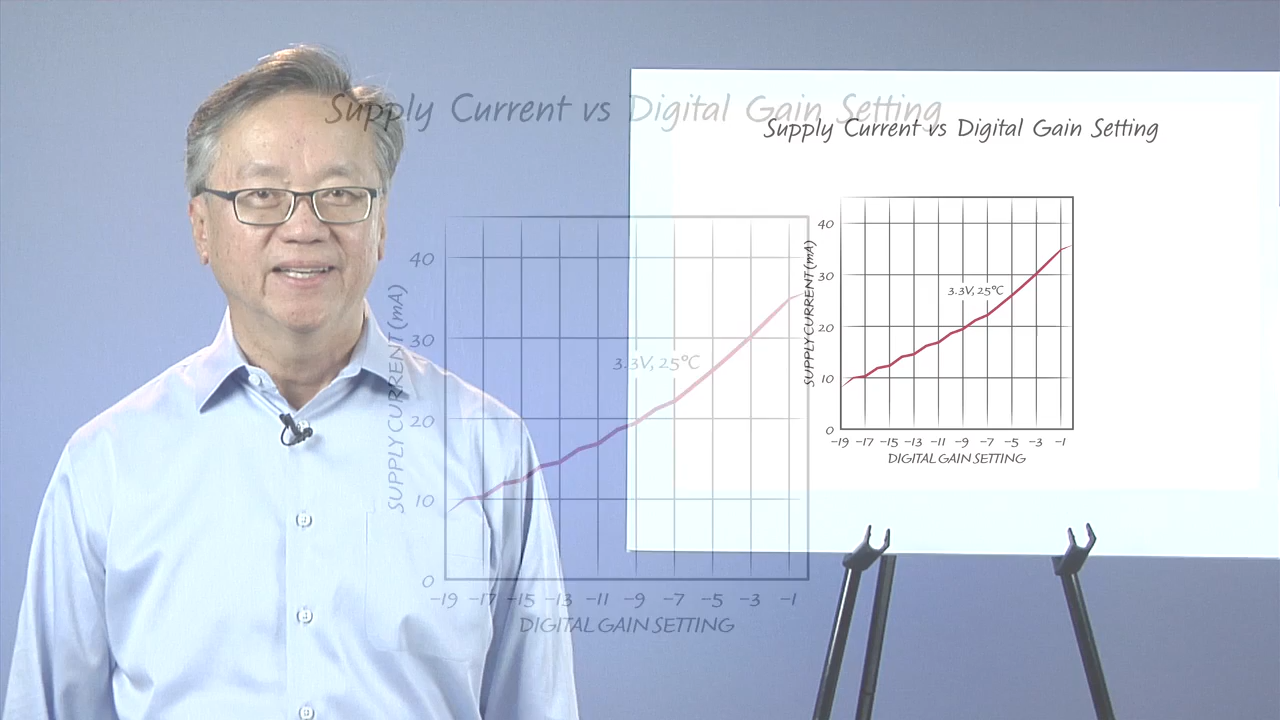 Supply Current vs Digital Gain Setting
40
30
20
10
0
SUPPLY CURRENT (mA)
3.3V, 25°C
-19 -17 -15 -13 -11 -9 -7 -5 -3 -1
DIGITAL GAIN SETTING
Supply Current vs Digital Gain Setting
40
30
20
10
0
SUPPLY CURRENT (mA)
3.3V, 25°C
-19 -17 -15 -13 -11 -9 -7 -5 -3 -1
DIGITAL GAIN SETTING